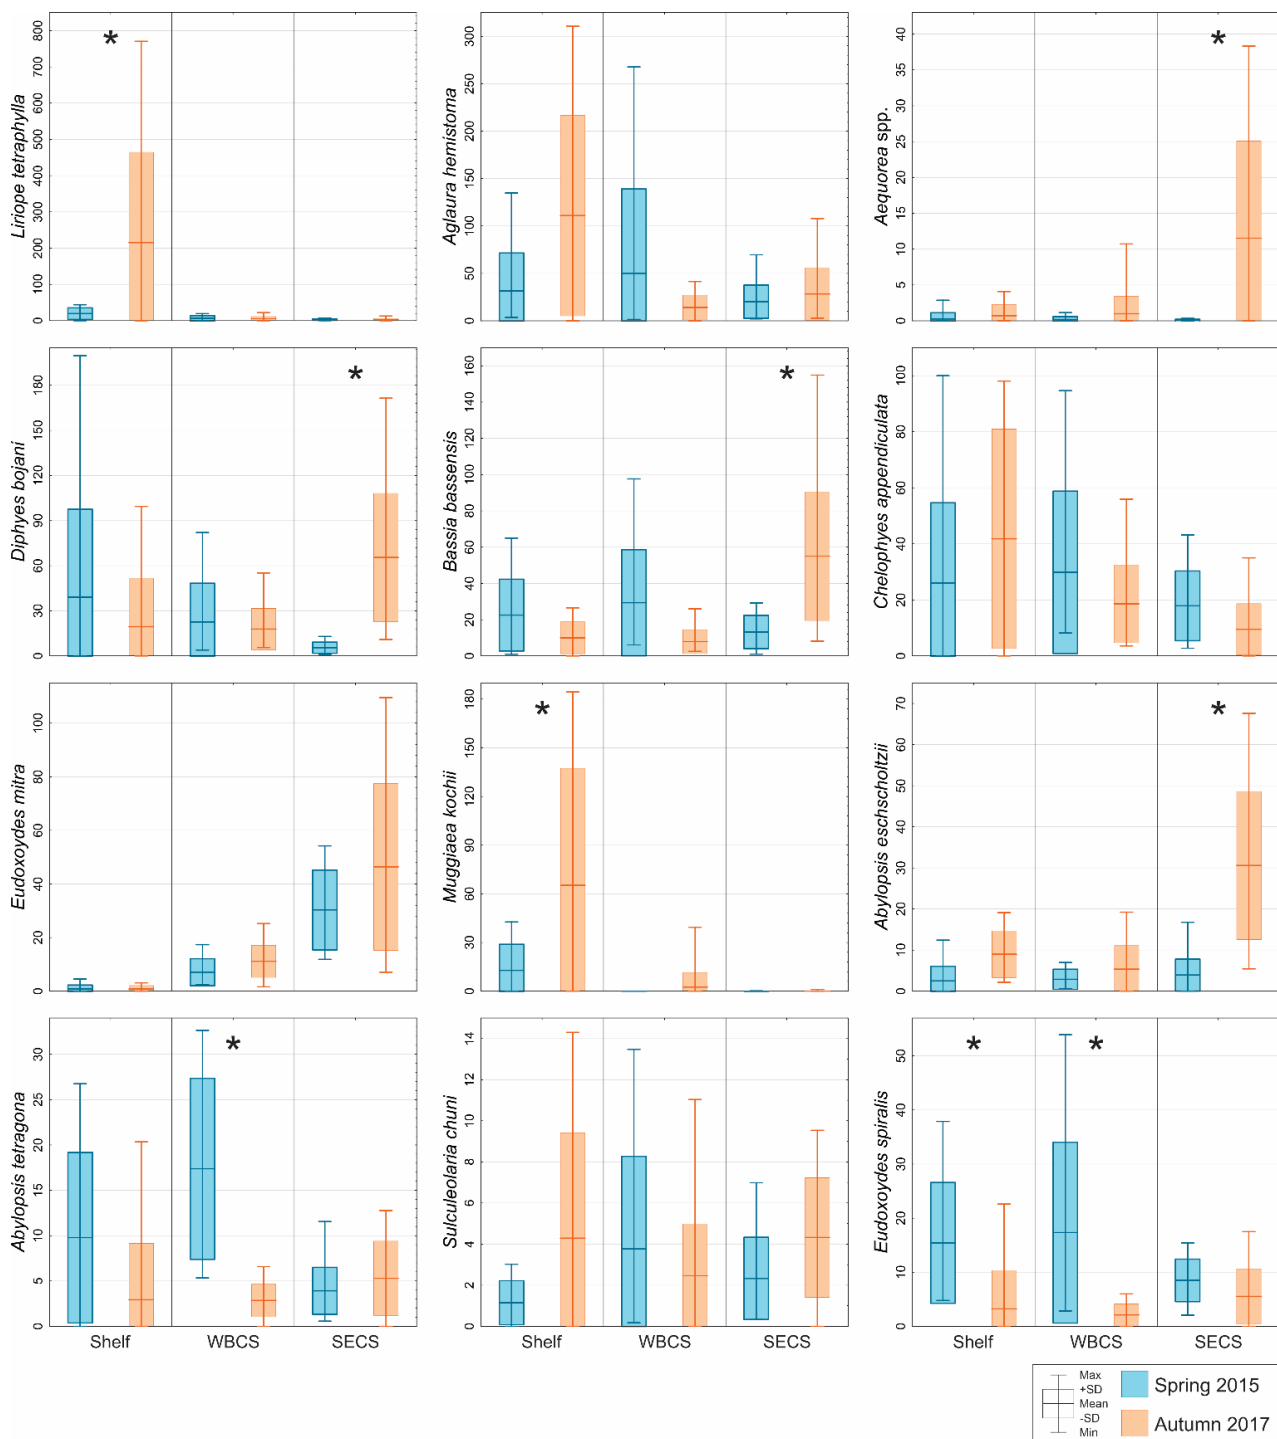 Liriope tetraphylla
0 100 200 300 400 500 600 700 800
*
Aglaura hemistoma
0 50 100 150 200 250 300
Aequorea spp.
0 5 10 15 20 25 30 35 40
*
Diphyes bojani
0 30 60 90 120 150 180
*
Bassia bassensis
0 20 40 60 80 100 120 140 160
*
Chelophyes appendiculata
0 20 40 60 80 100
Eudoxoydes mitra
0 20 40 60 80 100
Muggiaea kochii
0 30 60 90 120 150 180
*
Abylopsis eschscholtzii
0 10 20 30 40 50 60 70
*
Abylopsis tetragona
0 5 10 15 20 25 30
*
Sulculeolaria chuni
0 2 4 6 8 10 12 14
Eudoxoydes spiralis
0 10 20 30 40 50
* *
Shelf WBCS SECS
Shelf WBCS SECS
Shelf WBCS SECS
Max
+SD
Mean
-SD
Min
Spring 2015
Autumn 2017